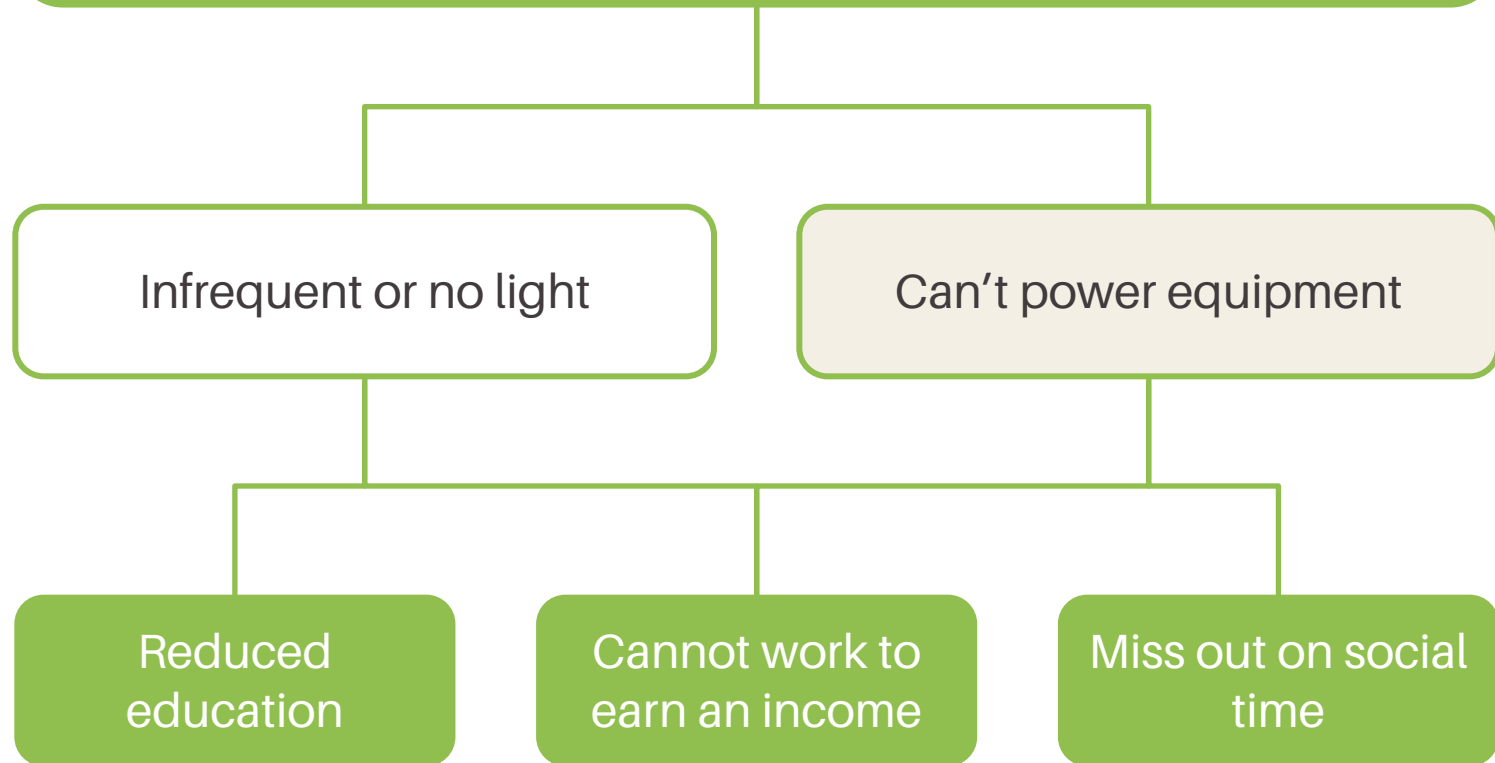 Infrequent or no light
Can’t power equipment
Reduced
education
Cannot work to
earn an income
Miss out on social
time